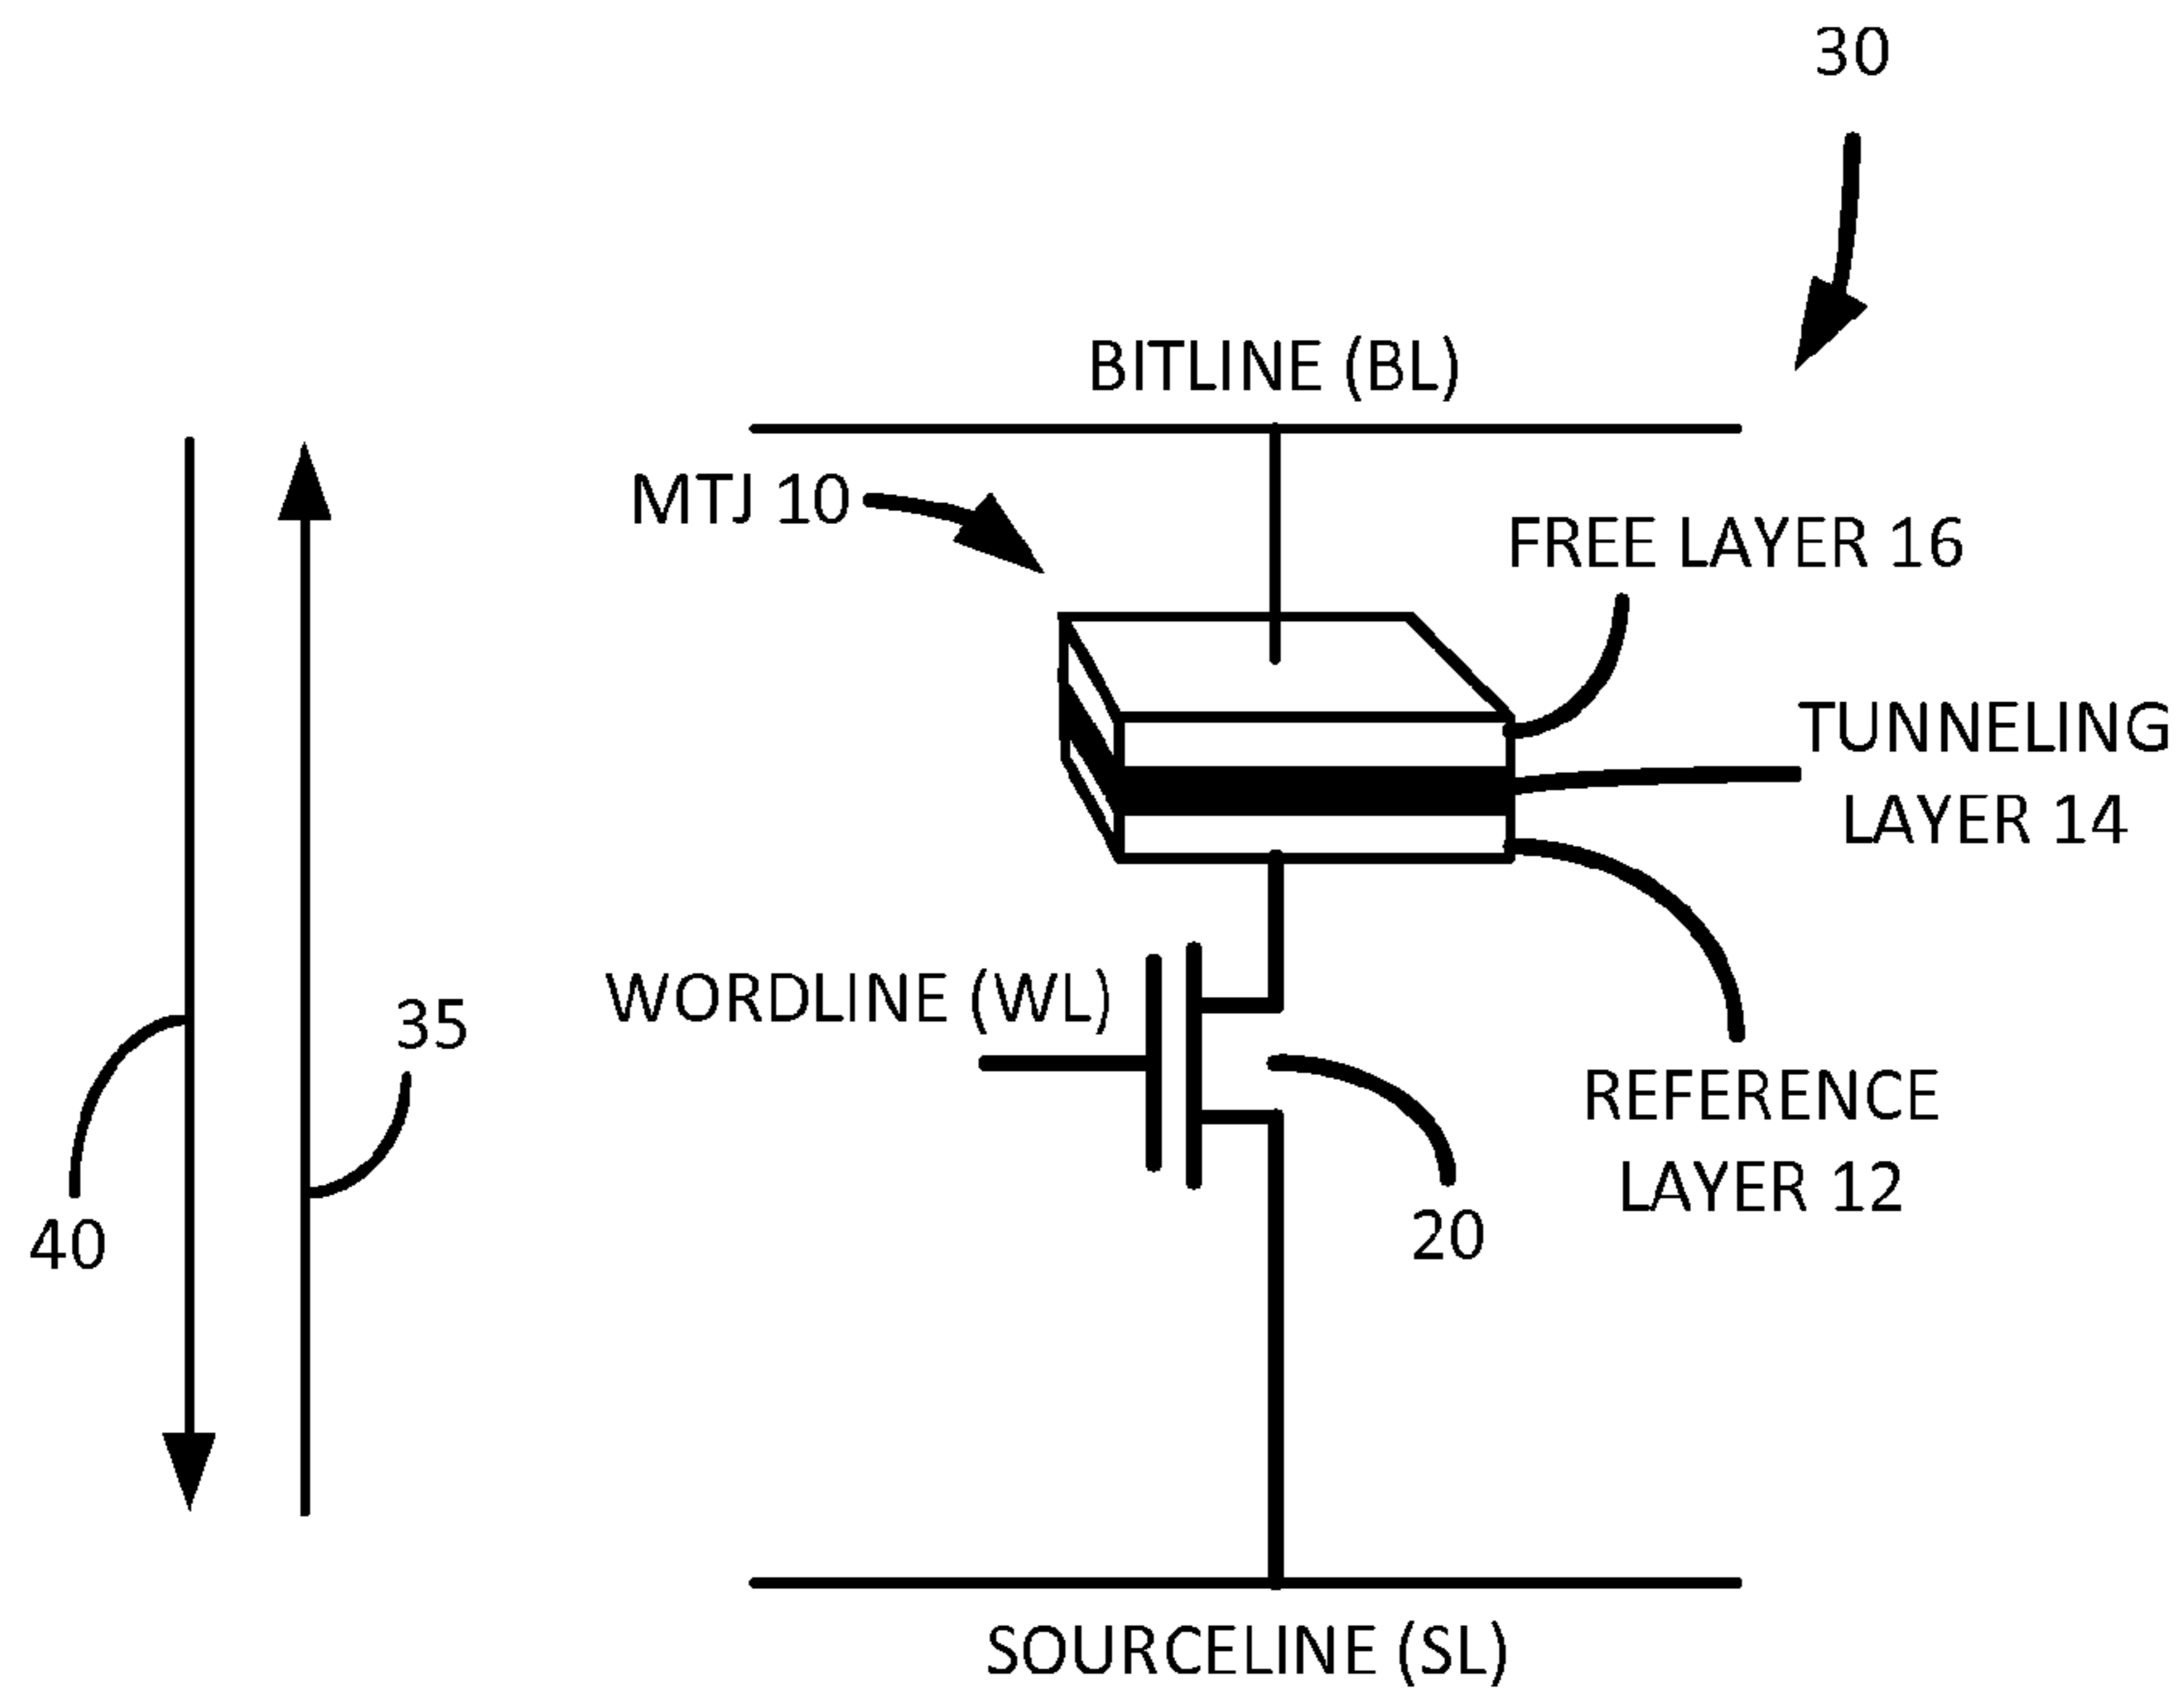 30
BITLINE (BL)
MTJ 10
FREE LAYER 16
TUNNELING
LAYER 14
WORDLINE (WL)
35
REFERENCE
LAYER 12
40
20
SOURCELINE (SL)